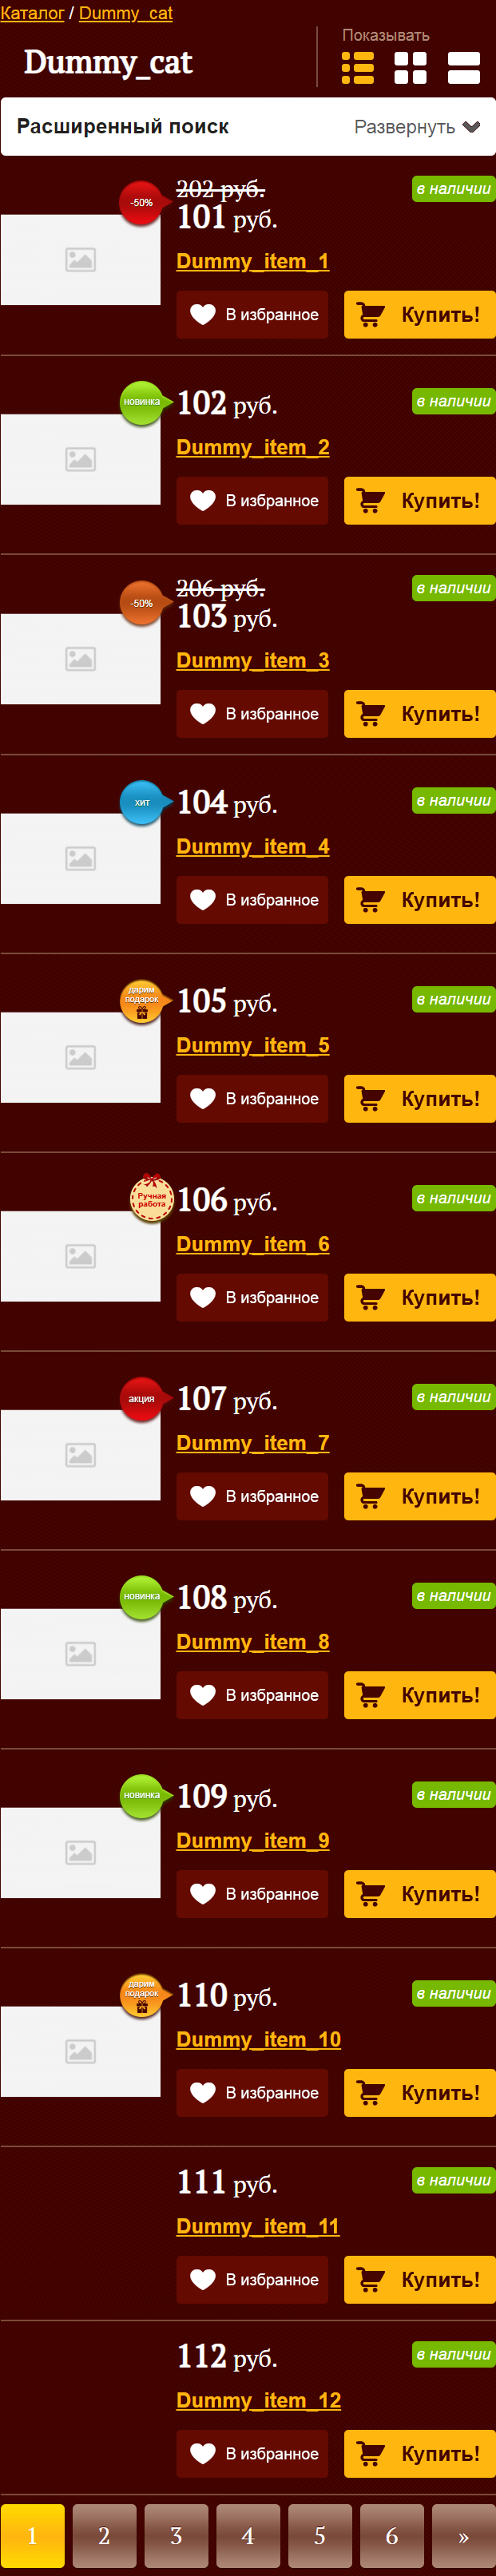 Каталог / Dummy_cat
Dummy_cat
Показывать
Расширенный поиск
Развернуть
-50%
202 руб.
в наличии
101 руб.
Dummy_item_1
В избранное
Купить!
новинка
102 руб.
в наличии
Dummy_item_2
В избранное
Купить!
-50%
206 руб.
в наличии
103 руб.
Dummy_item_3
В избранное
Купить!
хит
104 руб.
в наличии
Dummy_item_4
В избранное
Купить!
дарим
подарок
105 руб.
в наличии
Dummy_item_5
В избранное
Купить!
Ручная
работа
106 руб.
в наличии
Dummy_item_6
В избранное
Купить!
акция
107 руб.
в наличии
Dummy_item_7
В избранное
Купить!
новинка
108 руб.
в наличии
Dummy_item_8
В избранное
Купить!
новинка
109 руб.
в наличии
Dummy_item_9
В избранное
Купить!
дарим
подарок
110 руб.
в наличии
Dummy_item_10
В избранное
Купить!
111 руб.
в наличии
Dummy_item_11
В избранное
Купить!
112 руб.
в наличии
Dummy_item_12
В избранное
Купить!
1 2 3 4 5 6 »